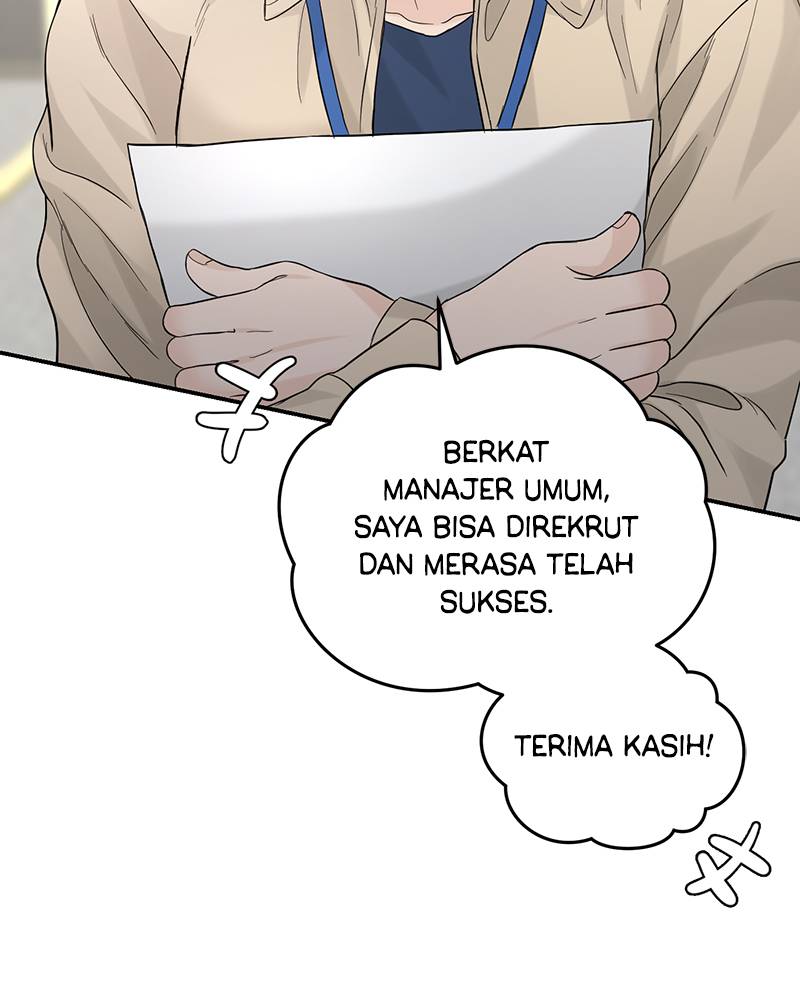 BERKAT
MANAJER UMUM,
SAYA BISA DIREKRUT
DAN MERASA TELAH
SUKSES.
TERIMA KASIH!